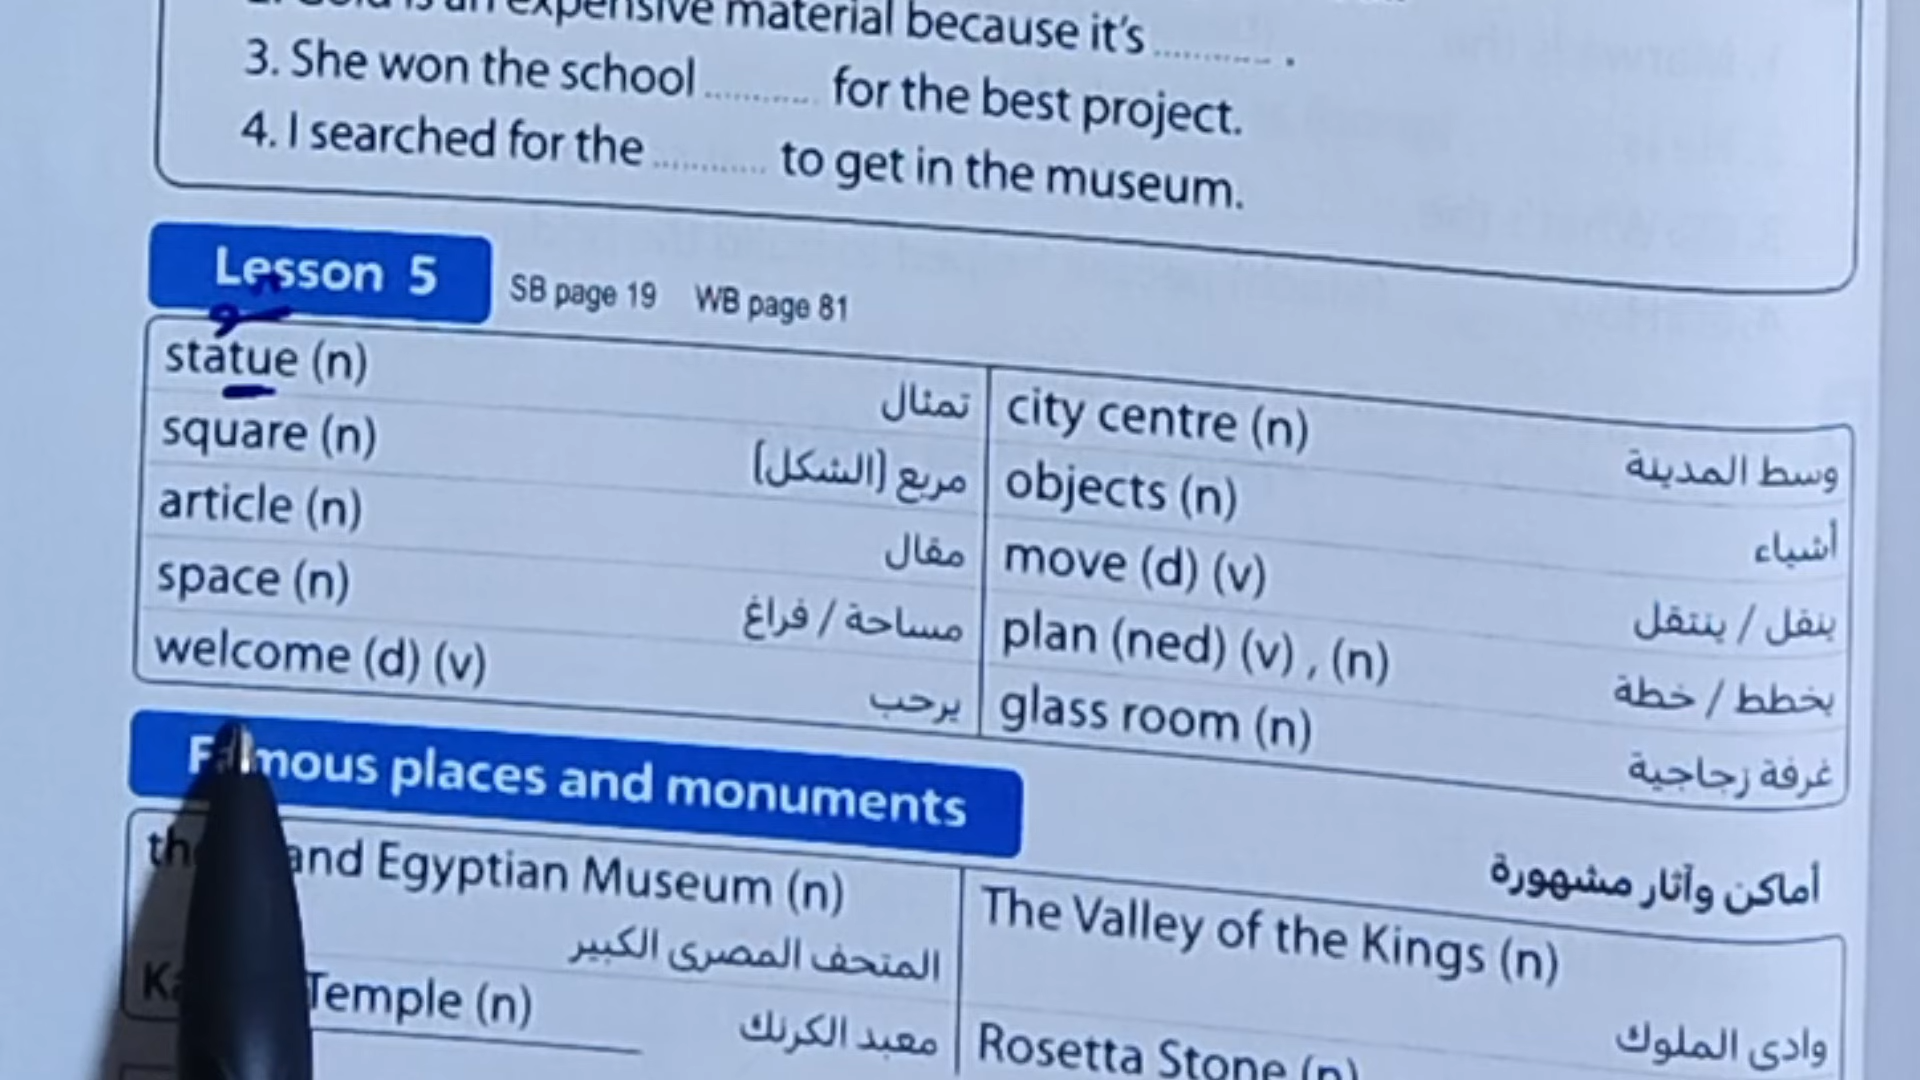 is an expensive material because it's ............ .
3. She won the school ............ for the best project.
4. I searched for the ............ to get in the museum.
Lesson 5 SB page 19 WB page 81
statue (n) تمثال city centre (n) وسط المدينة
square (n) مربع (الشكل) objects (n) أشياء
article (n) مقال move (d) (v) ينقل / ينتقل
space (n) مساحة / فراغ plan (ned) (v) , (n) يخطط / خطة
welcome (d) (v) يرحب glass room (n) غرفة زجاجية
Famous places and monuments أماكن وآثار مشهورة
Egyptian Museum (n) المتحف المصرى الكبير The Valley of the Kings (n) وادى الملوك
Temple (n) معبد الكرنك Rosetta Stone (n)